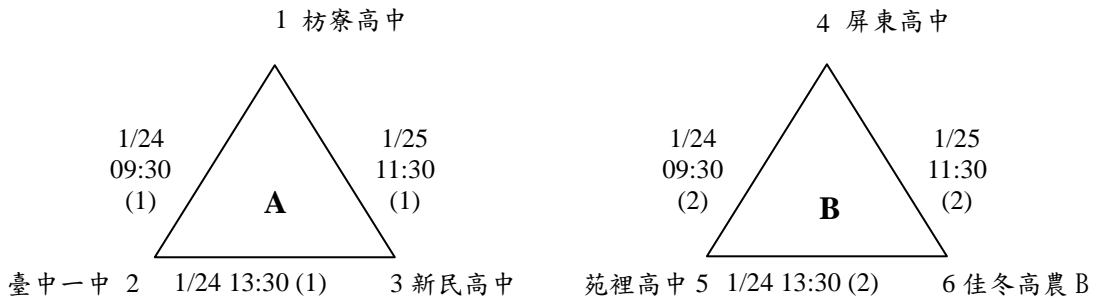 1 枋寮高中
4 屏東高中
1/24
09:30
(1)
1/25
11:30
(1)
A
1/24
09:30
(2)
1/25
11:30
(2)
B
臺中一中 2
1/24 13:30 (1)
3 新民高中
苑裡高中 5
1/24 13:30 (2)
6 佳冬高農 B